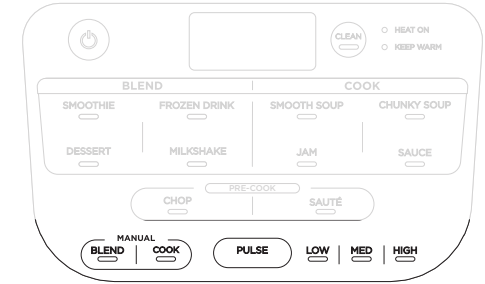 CLEAN
HEAT ON
KEEP WARM
BLEND COOK
SMOOTHIE FROZEN DRINK SMOOTH SOUP CHUNKY SOUP
DESSERT MILKSHAKE JAM SAUCE
PRE-COOK
CHOP SAUTÉ
MANUAL
BLEND COOK PULSE LOW MED HIGH